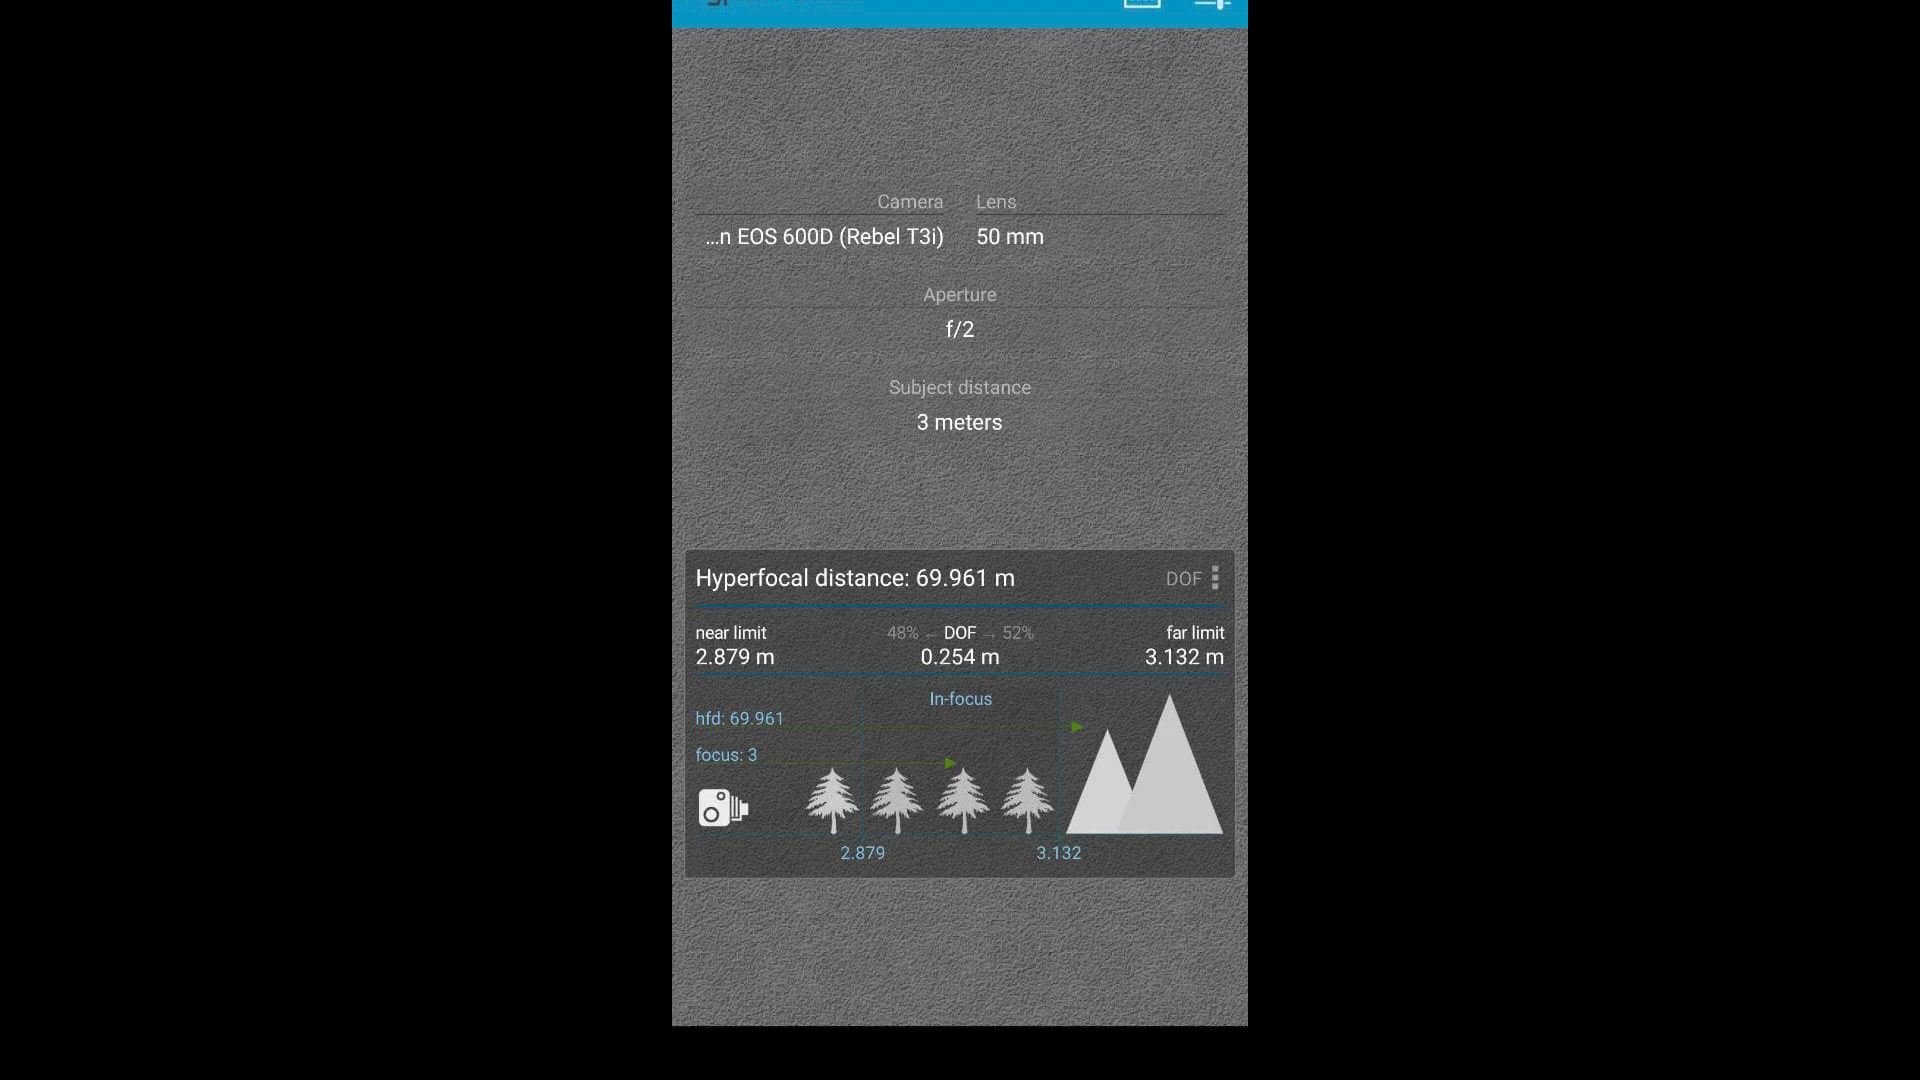 Camera
Lens
...n EOS 600D (Rebel T3i)
50 mm
Aperture
f/2
Subject distance
3 meters
Hyperfocal distance: 69.961 m
DOF
near limit
48% ← DOF → 52%
far limit
2.879 m
0.254 m
3.132 m
In-focus
hfd: 69.961
focus: 3
2.879
3.132